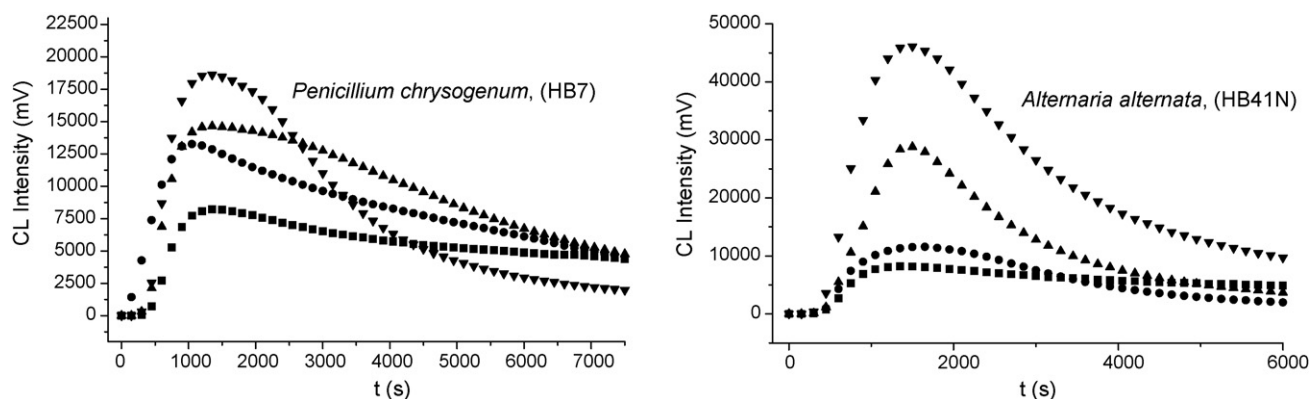 22500
20000
17500
15000
12500
10000
7500
5000
2500
0
CL Intensity (mV)
Penicillium chrysogenum, (HB7)
0 1000 2000 3000 4000 5000 6000 7000
t (s)
50000
40000
30000
20000
10000
0
CL Intensity (mV)
Alternaria alternata, (HB41N)
0 2000 4000 6000
t (s)